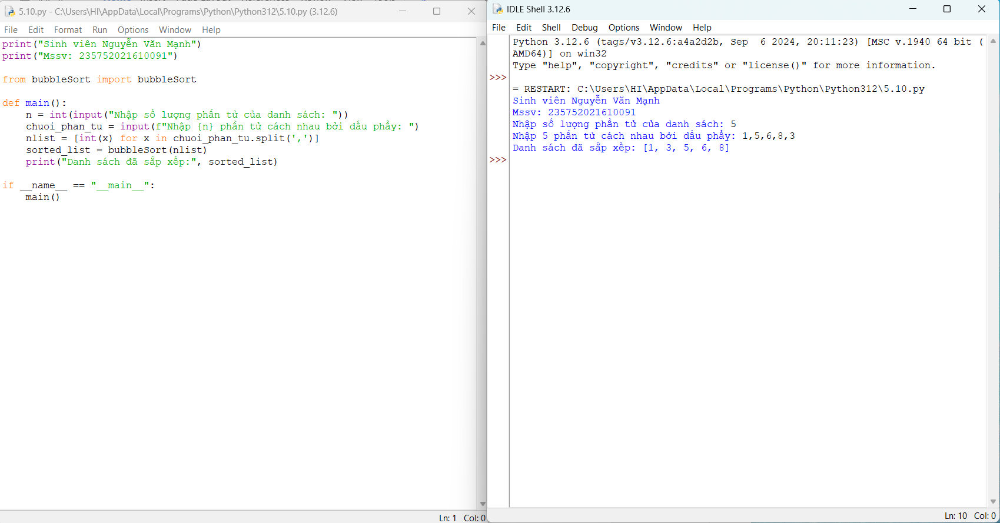 5.10.py - C:\Users\HI\AppData\Local\Programs\Python\Python312\5.10.py (3.12.6)
File Edit Format Run Options Window Help
print("Sinh viên Nguyễn Văn Mạnh")
print("Mssv: 235752021610091")
from bubbleSort import bubbleSort
def main():
    n = int(input("Nhập số lượng phần tử của danh sách: "))
    chuoi_phan_tu = input(f"Nhập {n} phần tử cách nhau bởi dấu phẩy: ")
    nlist = [int(x) for x in chuoi_phan_tu.split(',')]
    sorted_list = bubbleSort(nlist)
    print("Danh sách đã sắp xếp:", sorted_list)
if __name__ == "__main__":
    main()
Ln: 1 Col: 0
IDLE Shell 3.12.6
File Edit Shell Debug Options Window Help
Python 3.12.6 (tags/v3.12.6:a4a2d2b, Sep  6 2024, 20:11:23) [MSC v.1940 64 bit (
AMD64)] on win32
Type "help", "copyright", "credits" or "license()" for more information.
>>>
= RESTART: C:\Users\HI\AppData\Local\Programs\Python\Python312\5.10.py
Sinh viên Nguyễn Văn Mạnh
Mssv: 235752021610091
Nhập số lượng phần tử của danh sách: 5
Nhập 5 phần tử cách nhau bởi dấu phẩy: 1,5,6,8,3
Danh sách đã sắp xếp: [1, 3, 5, 6, 8]
>>>
Ln: 10 Col: 0